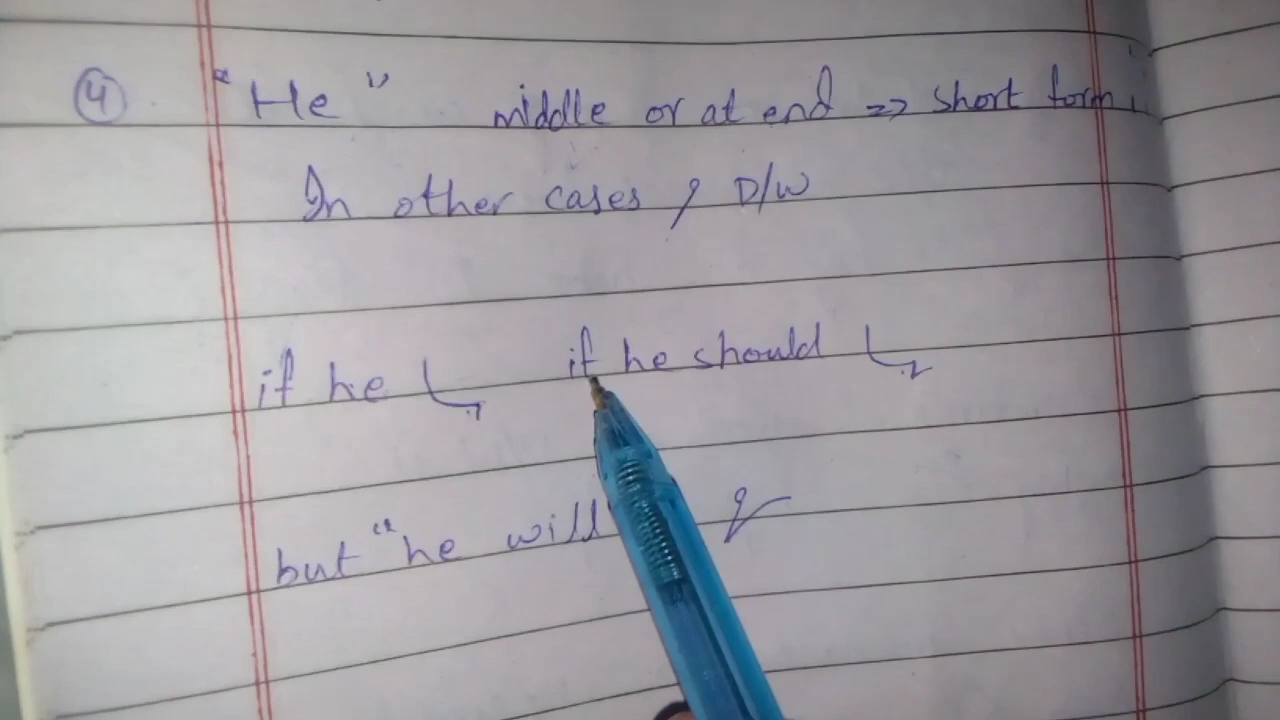 ④ "He" middle or at end => short form,
In other cases, D/W
if he if he should
but "he will"